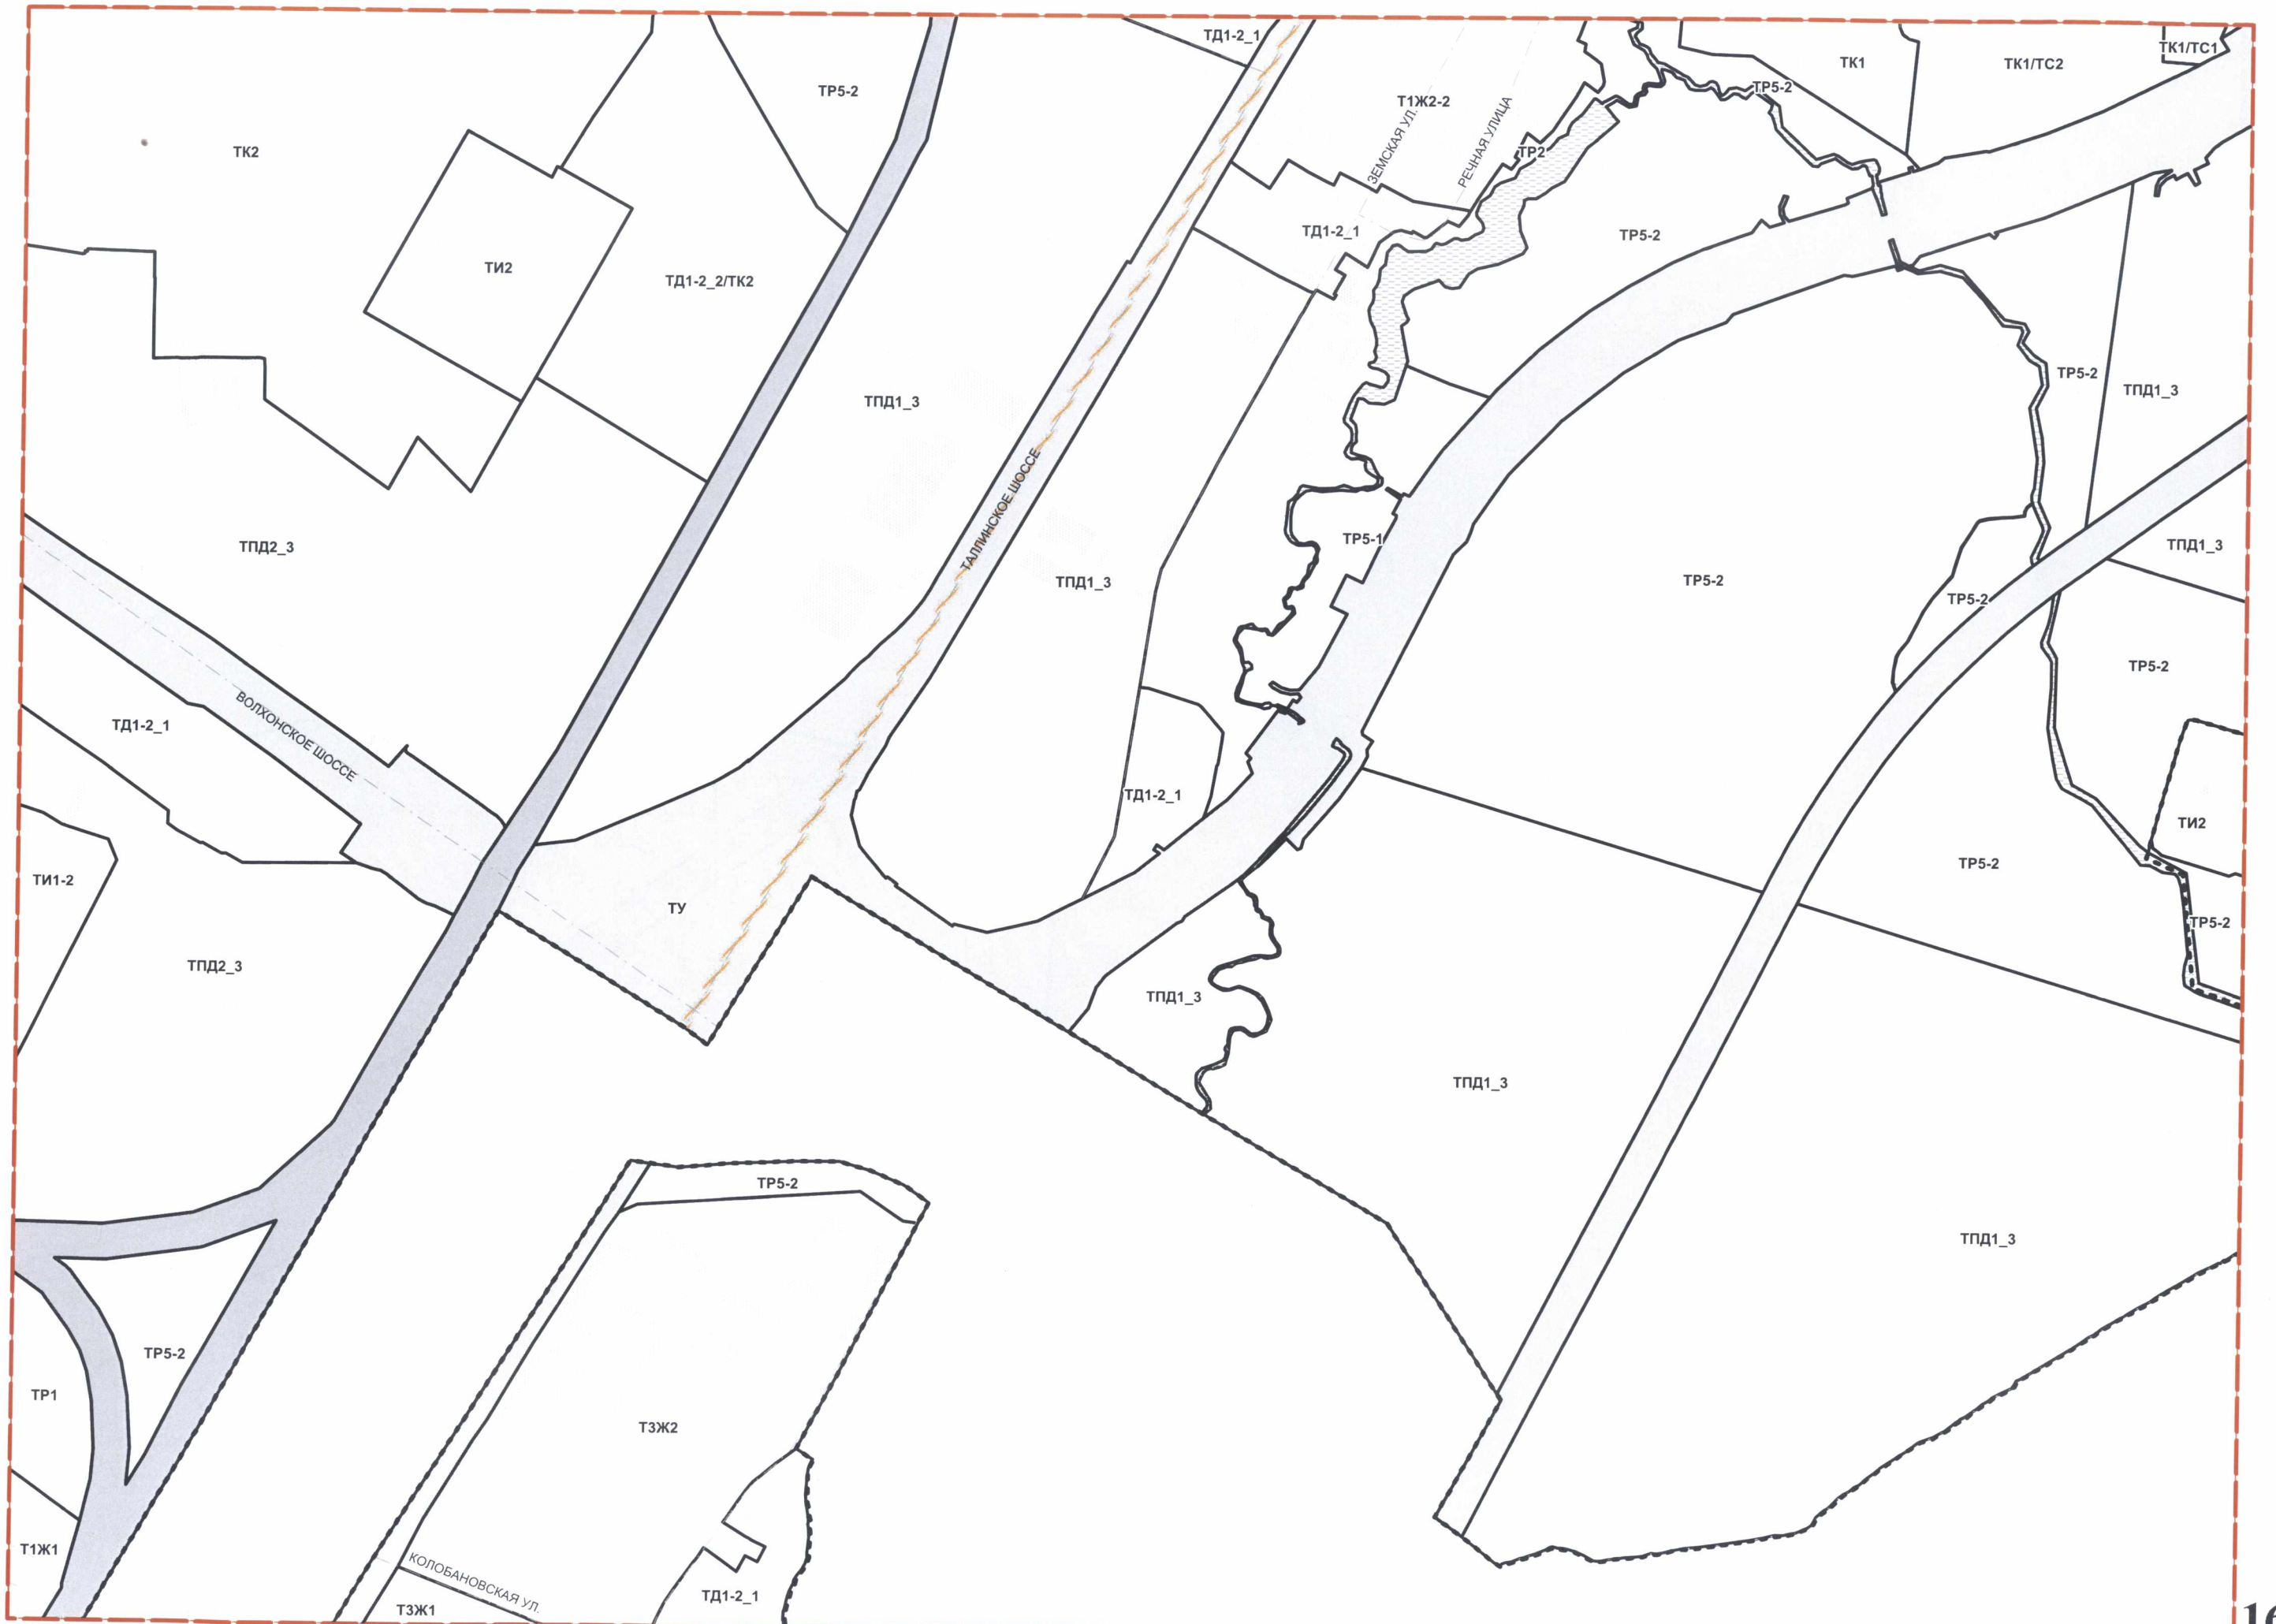 ТД1-2_1
ТК1/ТС1
ТК1
ТК1/ТС2
ТР5-2
ТР5-2
Т1Ж2-2
ЗЕМСКАЯ УЛ.
РЕЧНАЯ УЛИЦА
ТР2
ТК2
ТД1-2_1
ТР5-2
ТИ2
ТД1-2_2/ТК2
ТР5-2
ТПД1_3
ТПД1_3
ТАЛЛИНСКОЕ ШОССЕ
ТР5-1
ТПД2_3
ТПД1_3
ТПД1_3
ТР5-2
ТР5-2
ТР5-2
ВОЛХОНСКОЕ ШОССЕ
ТД1-2_1
ТД1-2_1
ТИ2
ТИ1-2
ТР5-2
ТУ
ТР5-2
ТПД2_3
ТПД1_3
ТПД1_3
ТР5-2
ТПД1_3
ТР5-2
ТР1
Т3Ж2
Т1Ж1
КОЛОБАНОВСКАЯ УЛ.
ТД1-2_1
Т3Ж1